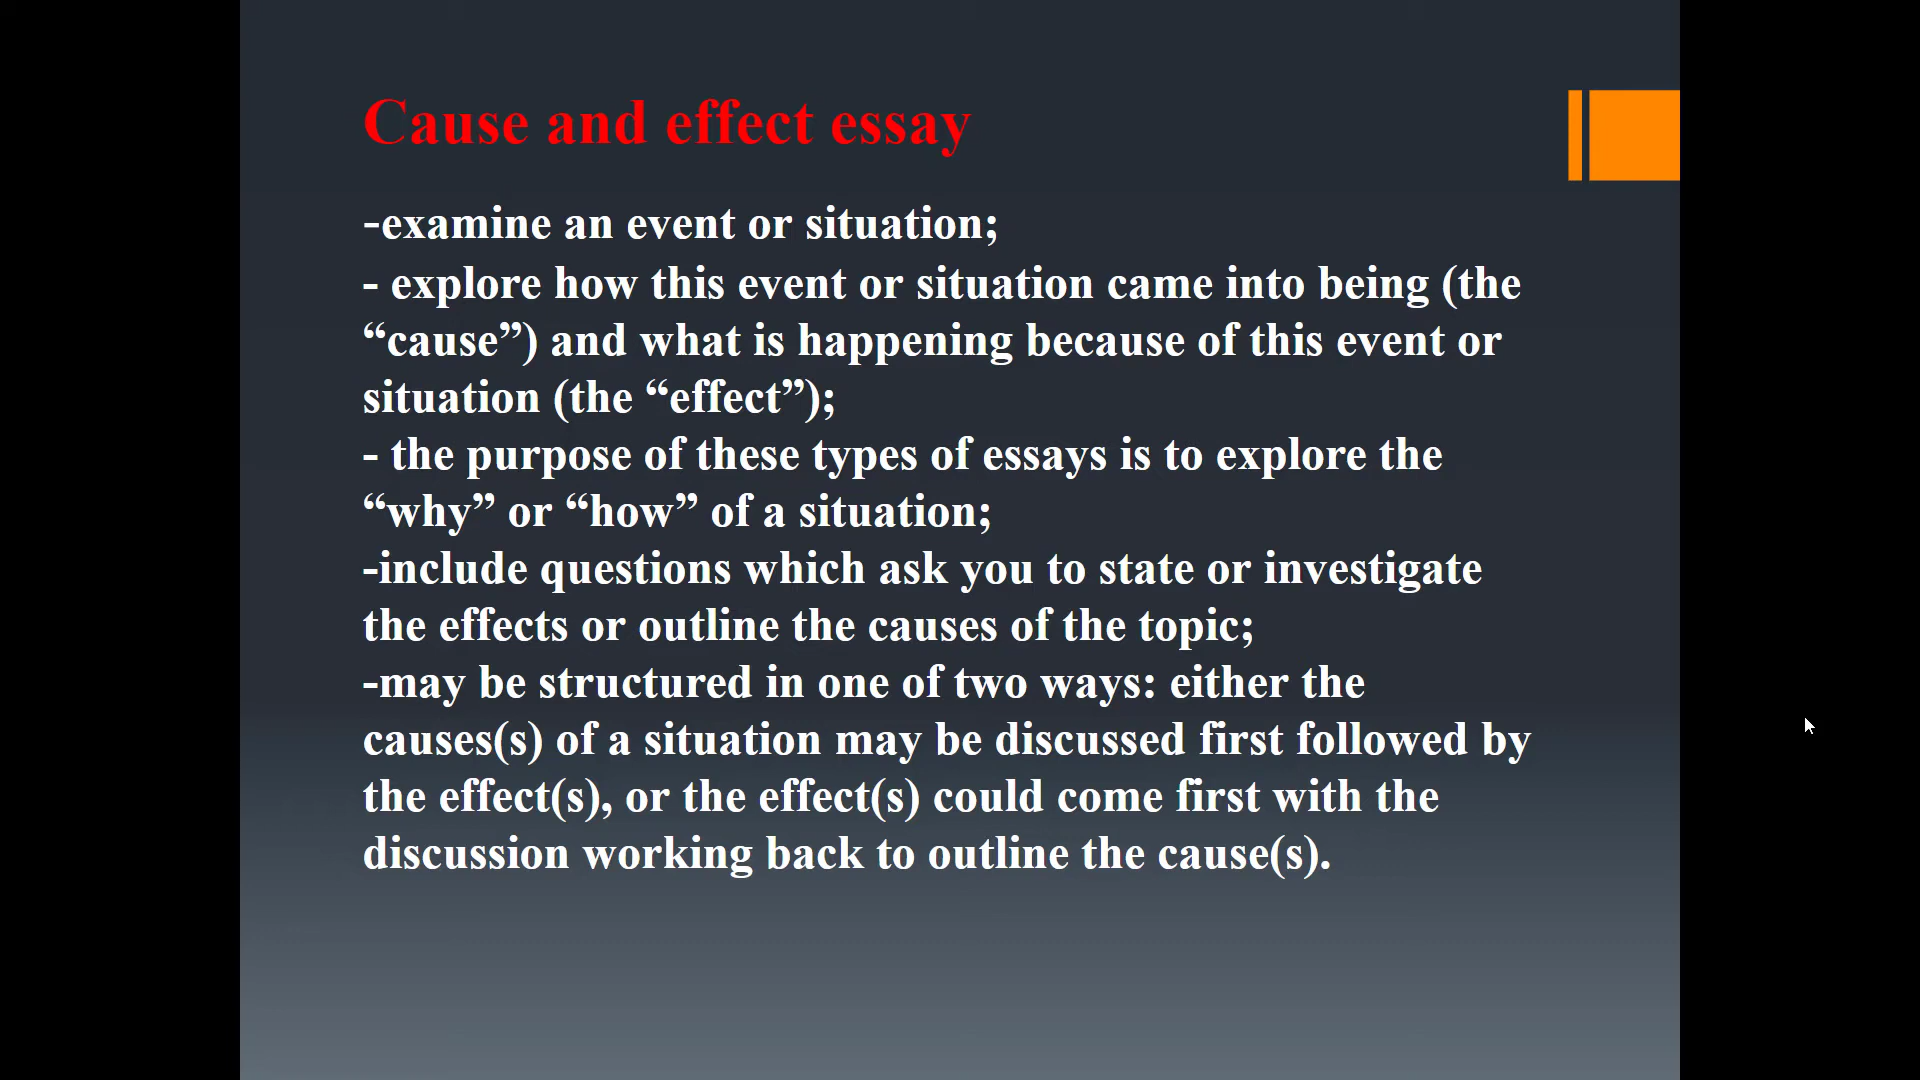 Cause and effect essay
-examine an event or situation;
- explore how this event or situation came into being (the
“cause”) and what is happening because of this event or
situation (the “effect”);
- the purpose of these types of essays is to explore the
“why” or “how” of a situation;
-include questions which ask you to state or investigate
the effects or outline the causes of the topic;
-may be structured in one of two ways: either the
causes(s) of a situation may be discussed first followed by
the effect(s), or the effect(s) could come first with the
discussion working back to outline the cause(s).